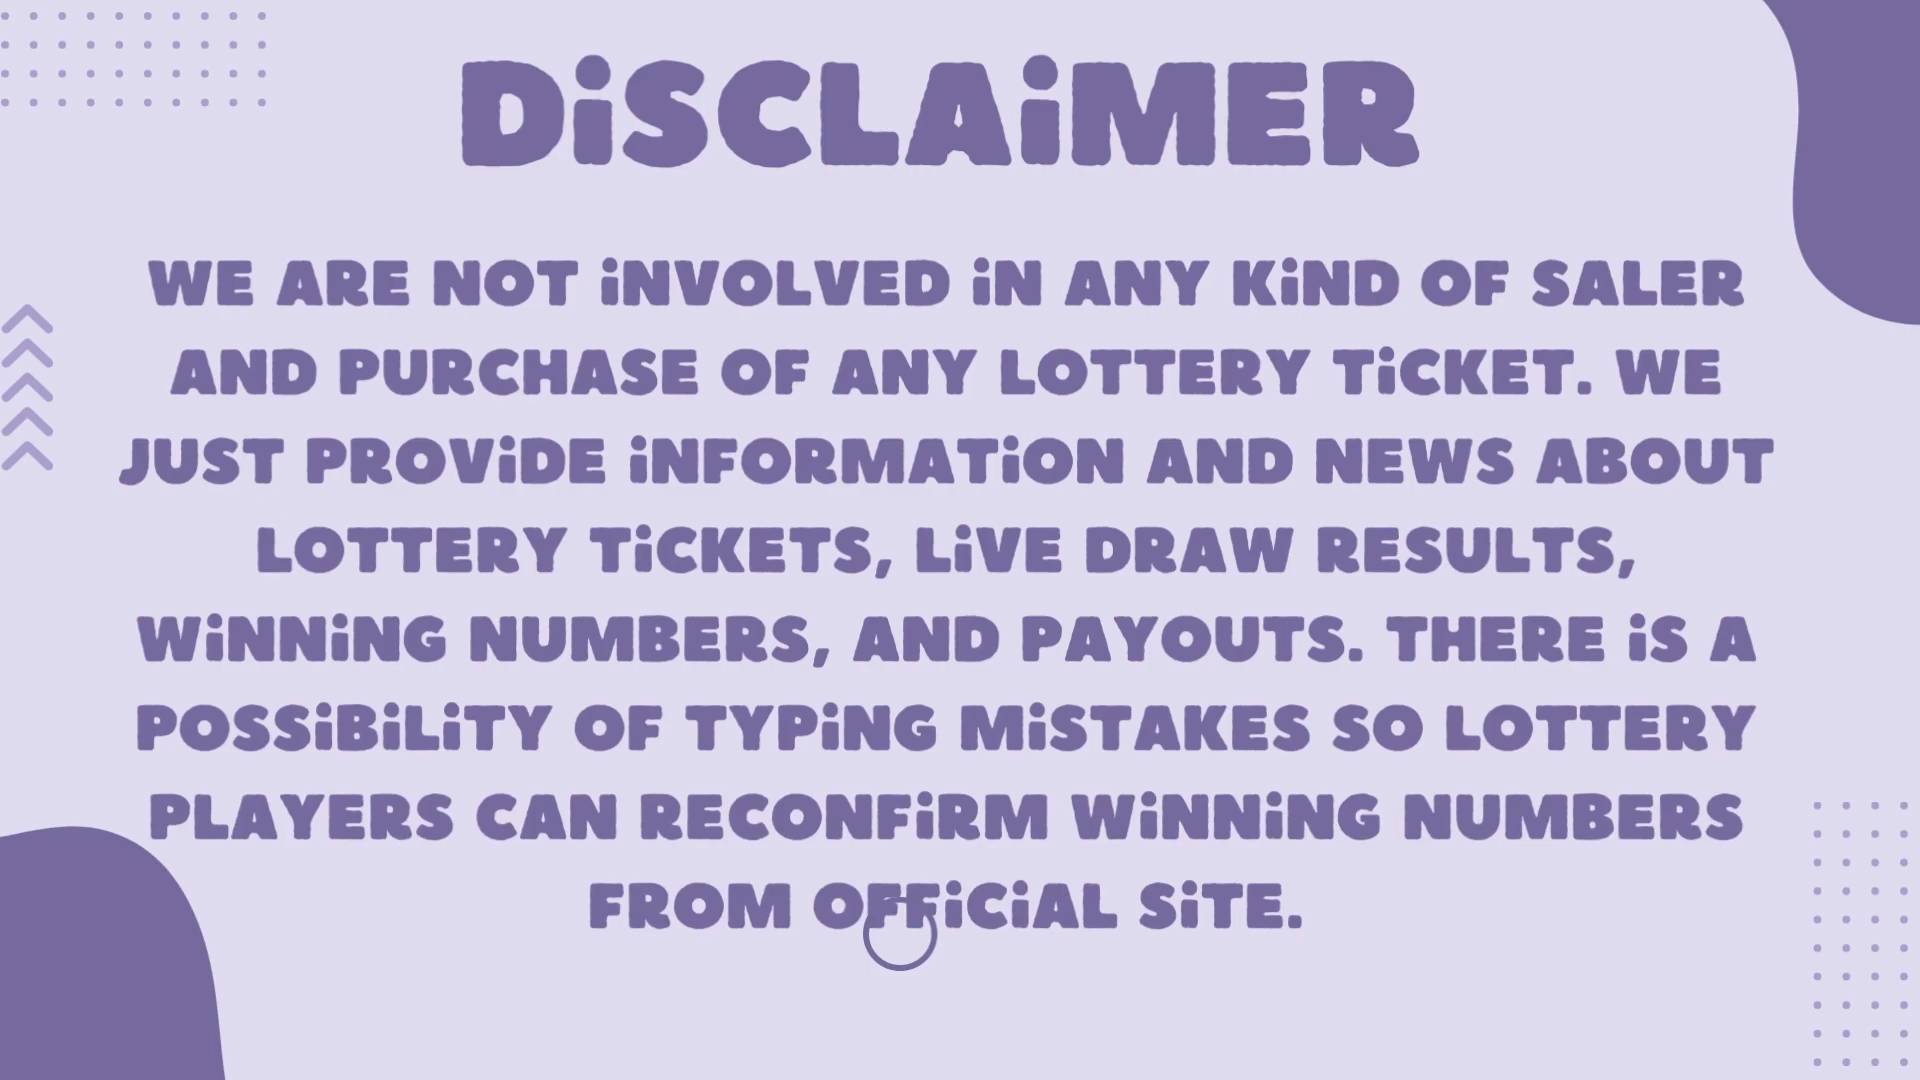 DiSCLAiMER
WE ARE NOT iNVOLVED iN ANY KiND OF SALER
AND PURCHASE OF ANY LOTTERY TiCKET. WE
JUST PROViDE iNFORMATiON AND NEWS ABOUT
LOTTERY TiCKETS, LiVE DRAW RESULTS,
WiNNiNG NUMBERS, AND PAYOUTS. THERE iS A
POSSiBiLiTY OF TYPiNG MiSTAKES SO LOTTERY
PLAYERS CAN RECONFiRM WiNNiNG NUMBERS
FROM OFFiCiAL SiTE.